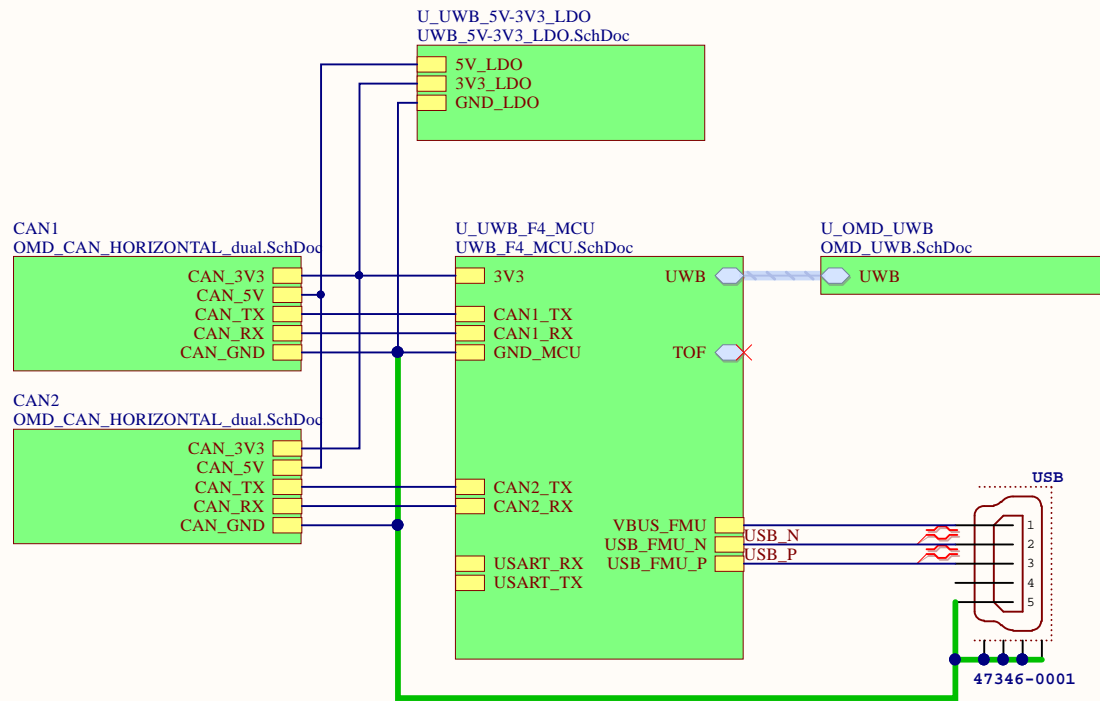 U_UWB_5V-3V3_LDO
UWB_5V-3V3_LDO.SchDoc
5V_LDO
3V3_LDO
GND_LDO
CAN1
OMD_CAN_HORIZONTAL_dual.SchDoc
CAN_3V3
CAN_5V
CAN_TX
CAN_RX
CAN_GND
CAN2
OMD_CAN_HORIZONTAL_dual.SchDoc
CAN_3V3
CAN_5V
CAN_TX
CAN_RX
CAN_GND
U_UWB_F4_MCU
UWB_F4_MCU.SchDoc
3V3
CAN1_TX
CAN1_RX
GND_MCU
CAN2_TX
CAN2_RX
USART_RX
USART_TX
UWB
TOF
VBUS_FMU
USB_FMU_N
USB_FMU_P
USB_N
USB_P
U_OMD_UWB
OMD_UWB.SchDoc
UWB
USB
1
2
3
4
5
47346-0001